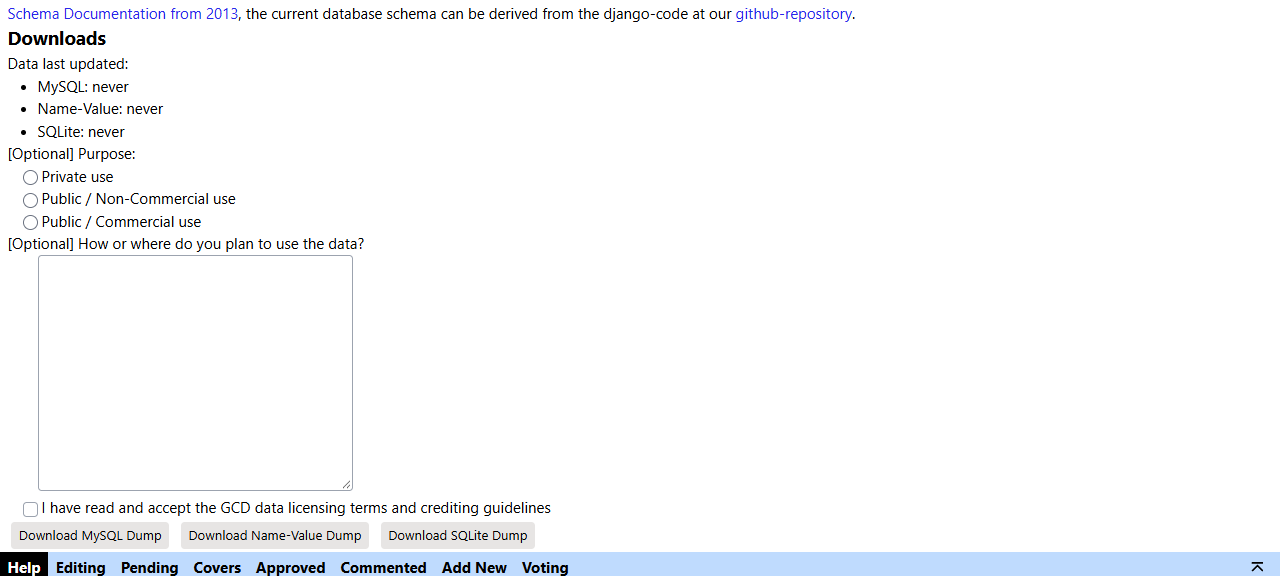 Schema Documentation from 2013, the current database schema can be derived from the django-code at our github-repository.
Downloads
Data last updated:
MySQL: never
Name-Value: never
SQLite: never
[Optional] Purpose:
Private use
Public / Non-Commercial use
Public / Commercial use
[Optional] How or where do you plan to use the data?
I have read and accept the GCD data licensing terms and crediting guidelines
Download MySQL Dump Download Name-Value Dump Download SQLite Dump
Help Editing Pending Covers Approved Commented Add New Voting